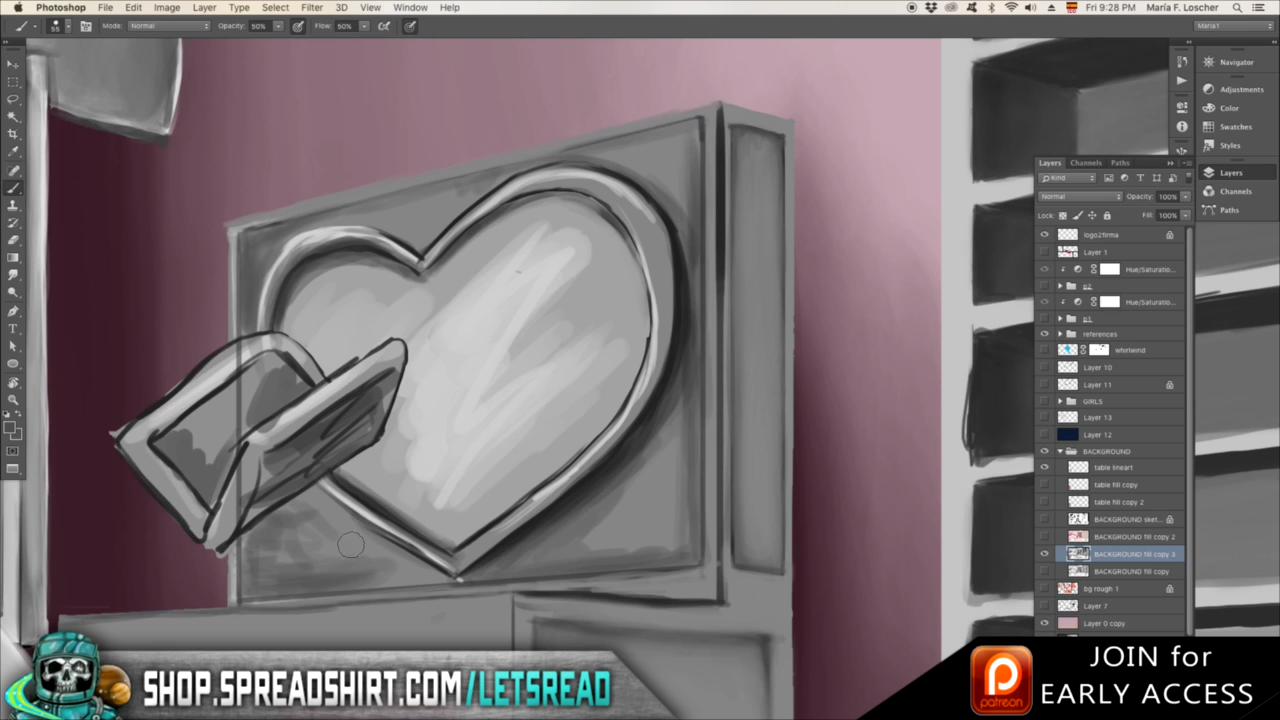 Photoshop File Edit Image Layer Type Select Filter 3D View Window Help Fri 9:28 PM María F. Loscher
55 Mode: Normal Opacity: 50% Flow: 50% Maria1
Navigator
Adjustments
Color
Swatches
Styles
Layers
Channels
Paths
Layers Channels Paths
Kind
Normal Opacity: 100%
Lock: Fill: 100%
logo2firma
Layer 1
Hue/Saturatio...
p2
Hue/Saturatio...
p1
references
whirlwind
Layer 10
Layer 11
GIRLS
Layer 13
Layer 12
BACKGROUND
table lineart
table fill copy
table fill copy 2
BACKGROUND sket...
BACKGROUND fill copy 2
BACKGROUND fill copy 3
BACKGROUND fill copy
bg rough 1
Layer 7
Layer 0 copy
SHOP.SPREADSHIRT.COM/LETSREAD
patreon
JOIN for
EARLY ACCESS